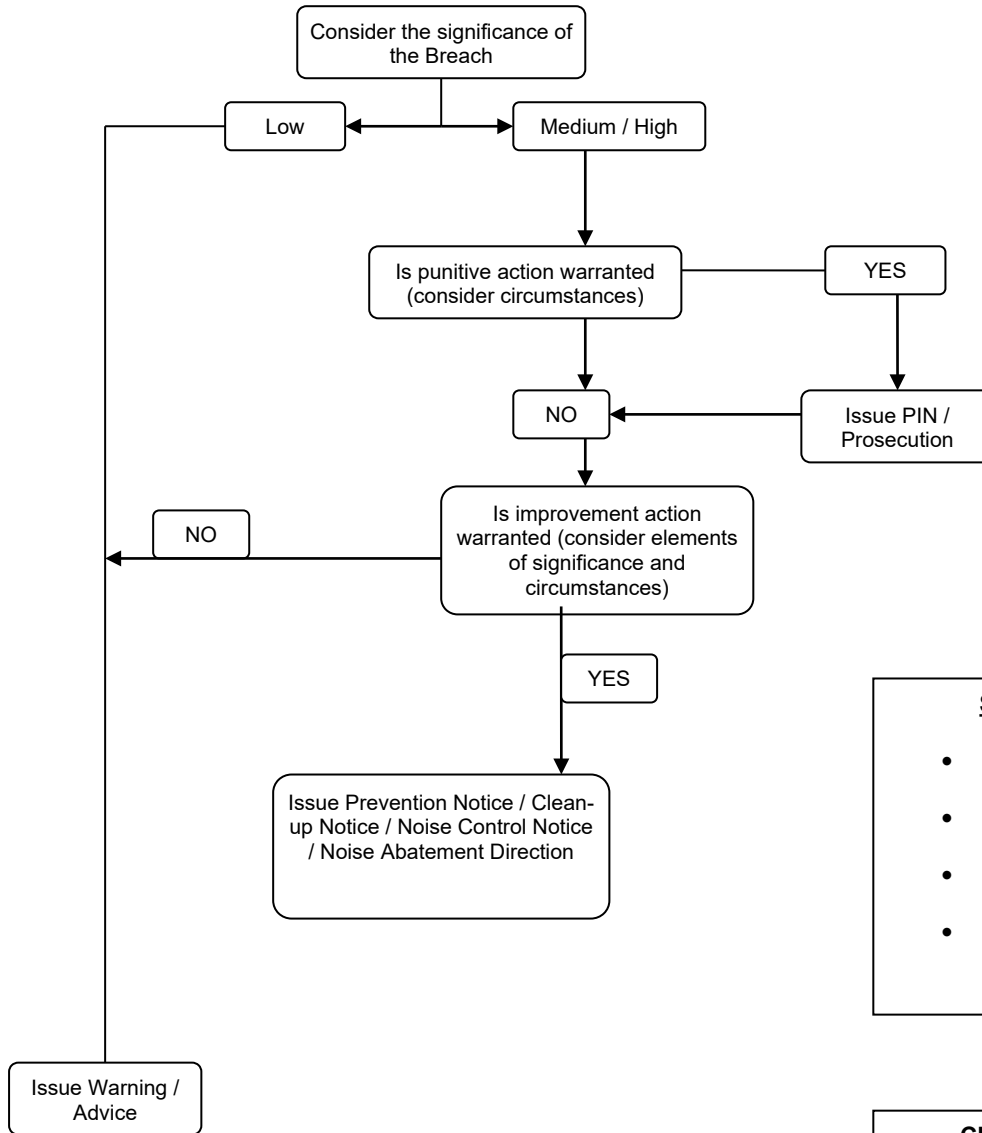 Consider the significance of
the Breach
Low
Medium / High
Is punitive action warranted
(consider circumstances)
YES
NO
Issue PIN /
Prosecution
Is improvement action
warranted (consider elements
of significance and
circumstances)
NO
YES
Issue Prevention Notice / Clean-
up Notice / Noise Control Notice
/ Noise Abatement Direction
•
•
•
•
Issue Warning /
Advice